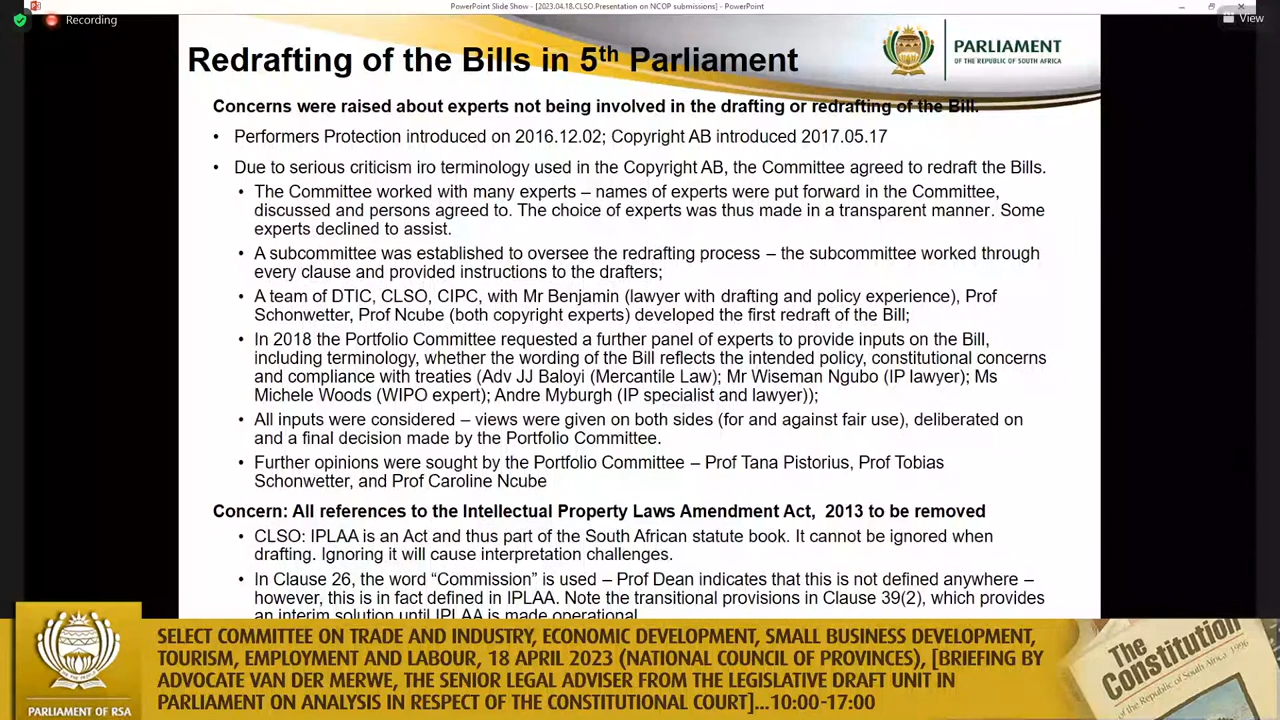 PowerPoint Slide Show - [2023.04.18.CLSO.Presentation on NCOP submissions] - PowerPoint
Recording
View
Redrafting of the Bills in 5th Parliament
PARLIAMENT
OF THE REPUBLIC OF SOUTH AFRICA
Concerns were raised about experts not being involved in the drafting or redrafting of the Bill.
• Performers Protection introduced on 2016.12.02; Copyright AB introduced 2017.05.17
• Due to serious criticism iro terminology used in the Copyright AB, the Committee agreed to redraft the Bills.
• The Committee worked with many experts – names of experts were put forward in the Committee,
discussed and persons agreed to. The choice of experts was thus made in a transparent manner. Some
experts declined to assist.
• A subcommittee was established to oversee the redrafting process – the subcommittee worked through
every clause and provided instructions to the drafters;
• A team of DTIC, CLSO, CIPC, with Mr Benjamin (lawyer with drafting and policy experience), Prof
Schonwetter, Prof Ncube (both copyright experts) developed the first redraft of the Bill;
• In 2018 the Portfolio Committee requested a further panel of experts to provide inputs on the Bill,
including terminology, whether the wording of the Bill reflects the intended policy, constitutional concerns
and compliance with treaties (Adv JJ Baloyi (Mercantile Law); Mr Wiseman Ngubo (IP lawyer); Ms
Michele Woods (WIPO expert); Andre Myburgh (IP specialist and lawyer));
• All inputs were considered – views were given on both sides (for and against fair use), deliberated on
and a final decision made by the Portfolio Committee.
• Further opinions were sought by the Portfolio Committee – Prof Tana Pistorius, Prof Tobias
Schonwetter, and Prof Caroline Ncube
Concern: All references to the Intellectual Property Laws Amendment Act, 2013 to be removed
• CLSO: IPLAA is an Act and thus part of the South African statute book. It cannot be ignored when
drafting. Ignoring it will cause interpretation challenges.
• In Clause 26, the word “Commission” is used – Prof Dean indicates that this is not defined anywhere –
however, this is in fact defined in IPLAA. Note the transitional provisions in Clause 39(2), which provides
an interim solution until IPLAA is made operational.
SELECT COMMITTEE ON TRADE AND INDUSTRY, ECONOMIC DEVELOPMENT, SMALL BUSINESS DEVELOPMENT,
TOURISM, EMPLOYMENT AND LABOUR, 18 APRIL 2023 (NATIONAL COUNCIL OF PROVINCES), [BRIEFING BY
ADVOCATE VAN DER MERWE, THE SENIOR LEGAL ADVISER FROM THE LEGISLATIVE DRAFT UNIT IN
PARLIAMENT ON ANALYSIS IN RESPECT OF THE CONSTITUTIONAL COURT]...10:00-17:00
PARLIAMENT OF RSA
The
Constitution
of the Republic of South Africa 1996